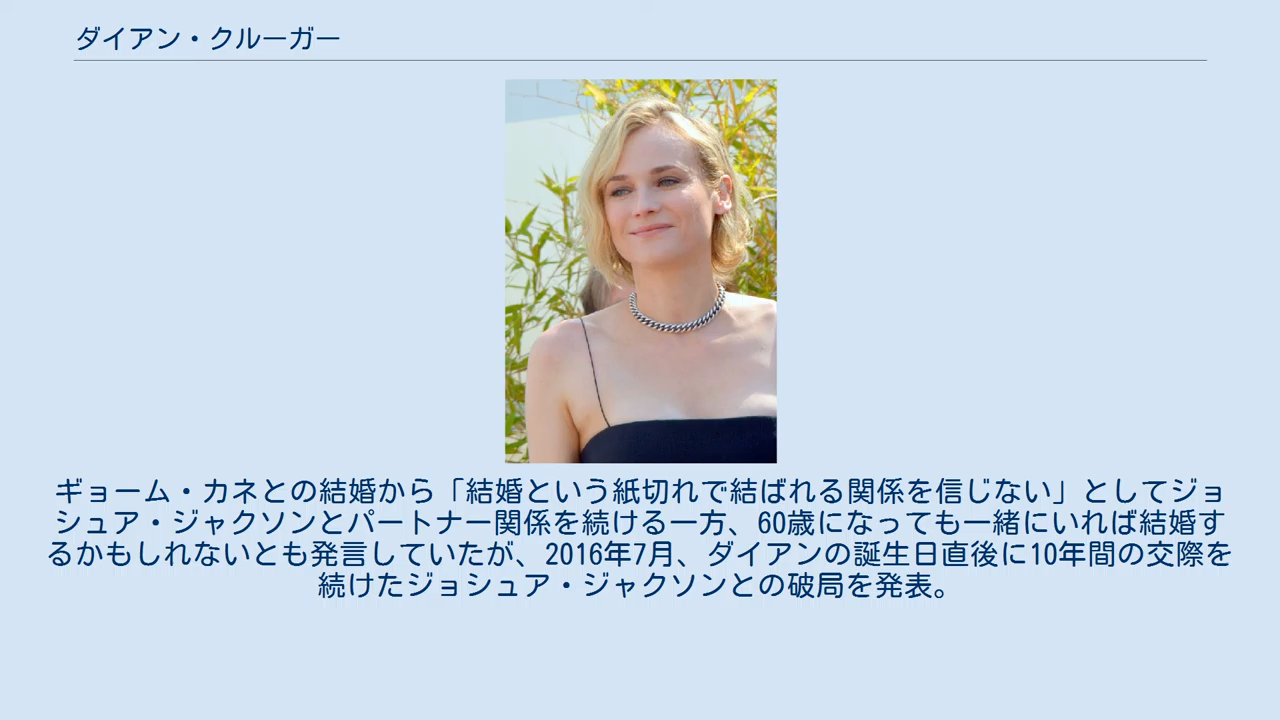 ダイアン・クルーガー
ギョーム・カネとの結婚から「結婚という紙切れで結ばれる関係を信じない」としてジョ
シュア・ジャクソンとパートナー関係を続ける一方、60歳になっても一緒にいれば結婚す
るかもしれないとも発言していたが、2016年7月、ダイアンの誕生日直後に10年間の交際を
続けたジョシュア・ジャクソンとの破局を発表。